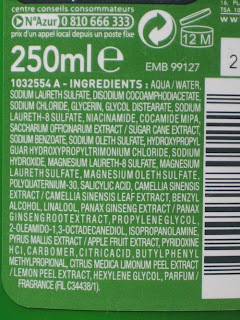 centre conseils consommateurs
N°Azur 0 810 666 333
prix d'un appel local depuis un poste fixe
12 M
250ml e
EMB 99127
2
1032554 A - INGREDIENTS : AQUA / WATER,
SODIUM LAURETH SULFATE, DISODIUM COCOAMPHODIACETATE,
SODIUM CHLORIDE, GLYCERIN, GLYCOL DISTEARATE, SODIUM
LAURETH-8 SULFATE, NIACINAMIDE, COCAMIDE MIPA,
SACCHARUM OFFICINARUM EXTRACT / SUGAR CANE EXTRACT,
SODIUM BENZOATE, SODIUM OLETH SULFATE, HYDROXYPROPYL
GUAR HYDROXYPROPYLTRIMONIUM CHLORIDE, SODIUM
HYDROXIDE, MAGNESIUM LAURETH-8 SULFATE, MAGNESIUM
LAURETH SULFATE, MAGNESIUM OLETH SULFATE,
POLYQUATERNIUM-30, SALICYLIC ACID, CAMELLIA SINENSIS
EXTRACT / CAMELLIA SINENSIS LEAF EXTRACT, BENZYL
ALCOHOL, LINALOOL, PANAX GINSENG EXTRACT / PANAX
GINSENG ROOT EXTRACT, PROPYLENE GLYCOL,
2-OLEAMIDO-1,3-OCTADECANEDIOL, ISOPROPANOLAMINE,
PYRUS MALUS EXTRACT / APPLE FRUIT EXTRACT, PYRIDOXINE
HCI, CARBOMER, CITRIC ACID, BUTYLPHENYL
METHYLPROPIONAL, CITRUS MEDICA LIMONUM PEEL EXTRACT
/ LEMON PEEL EXTRACT, HEXYLENE GLYCOL, PARFUM /
FRAGRANCE (FIL C34438/1).